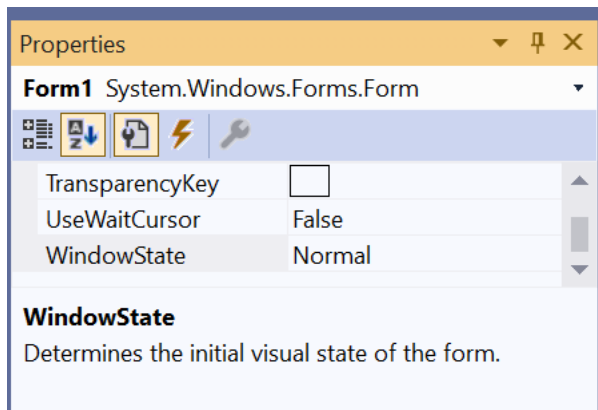 Properties
Form1 System.Windows.Forms.Form
TransparencyKey
UseWaitCursor False
WindowState Normal
WindowState
Determines the initial visual state of the form.